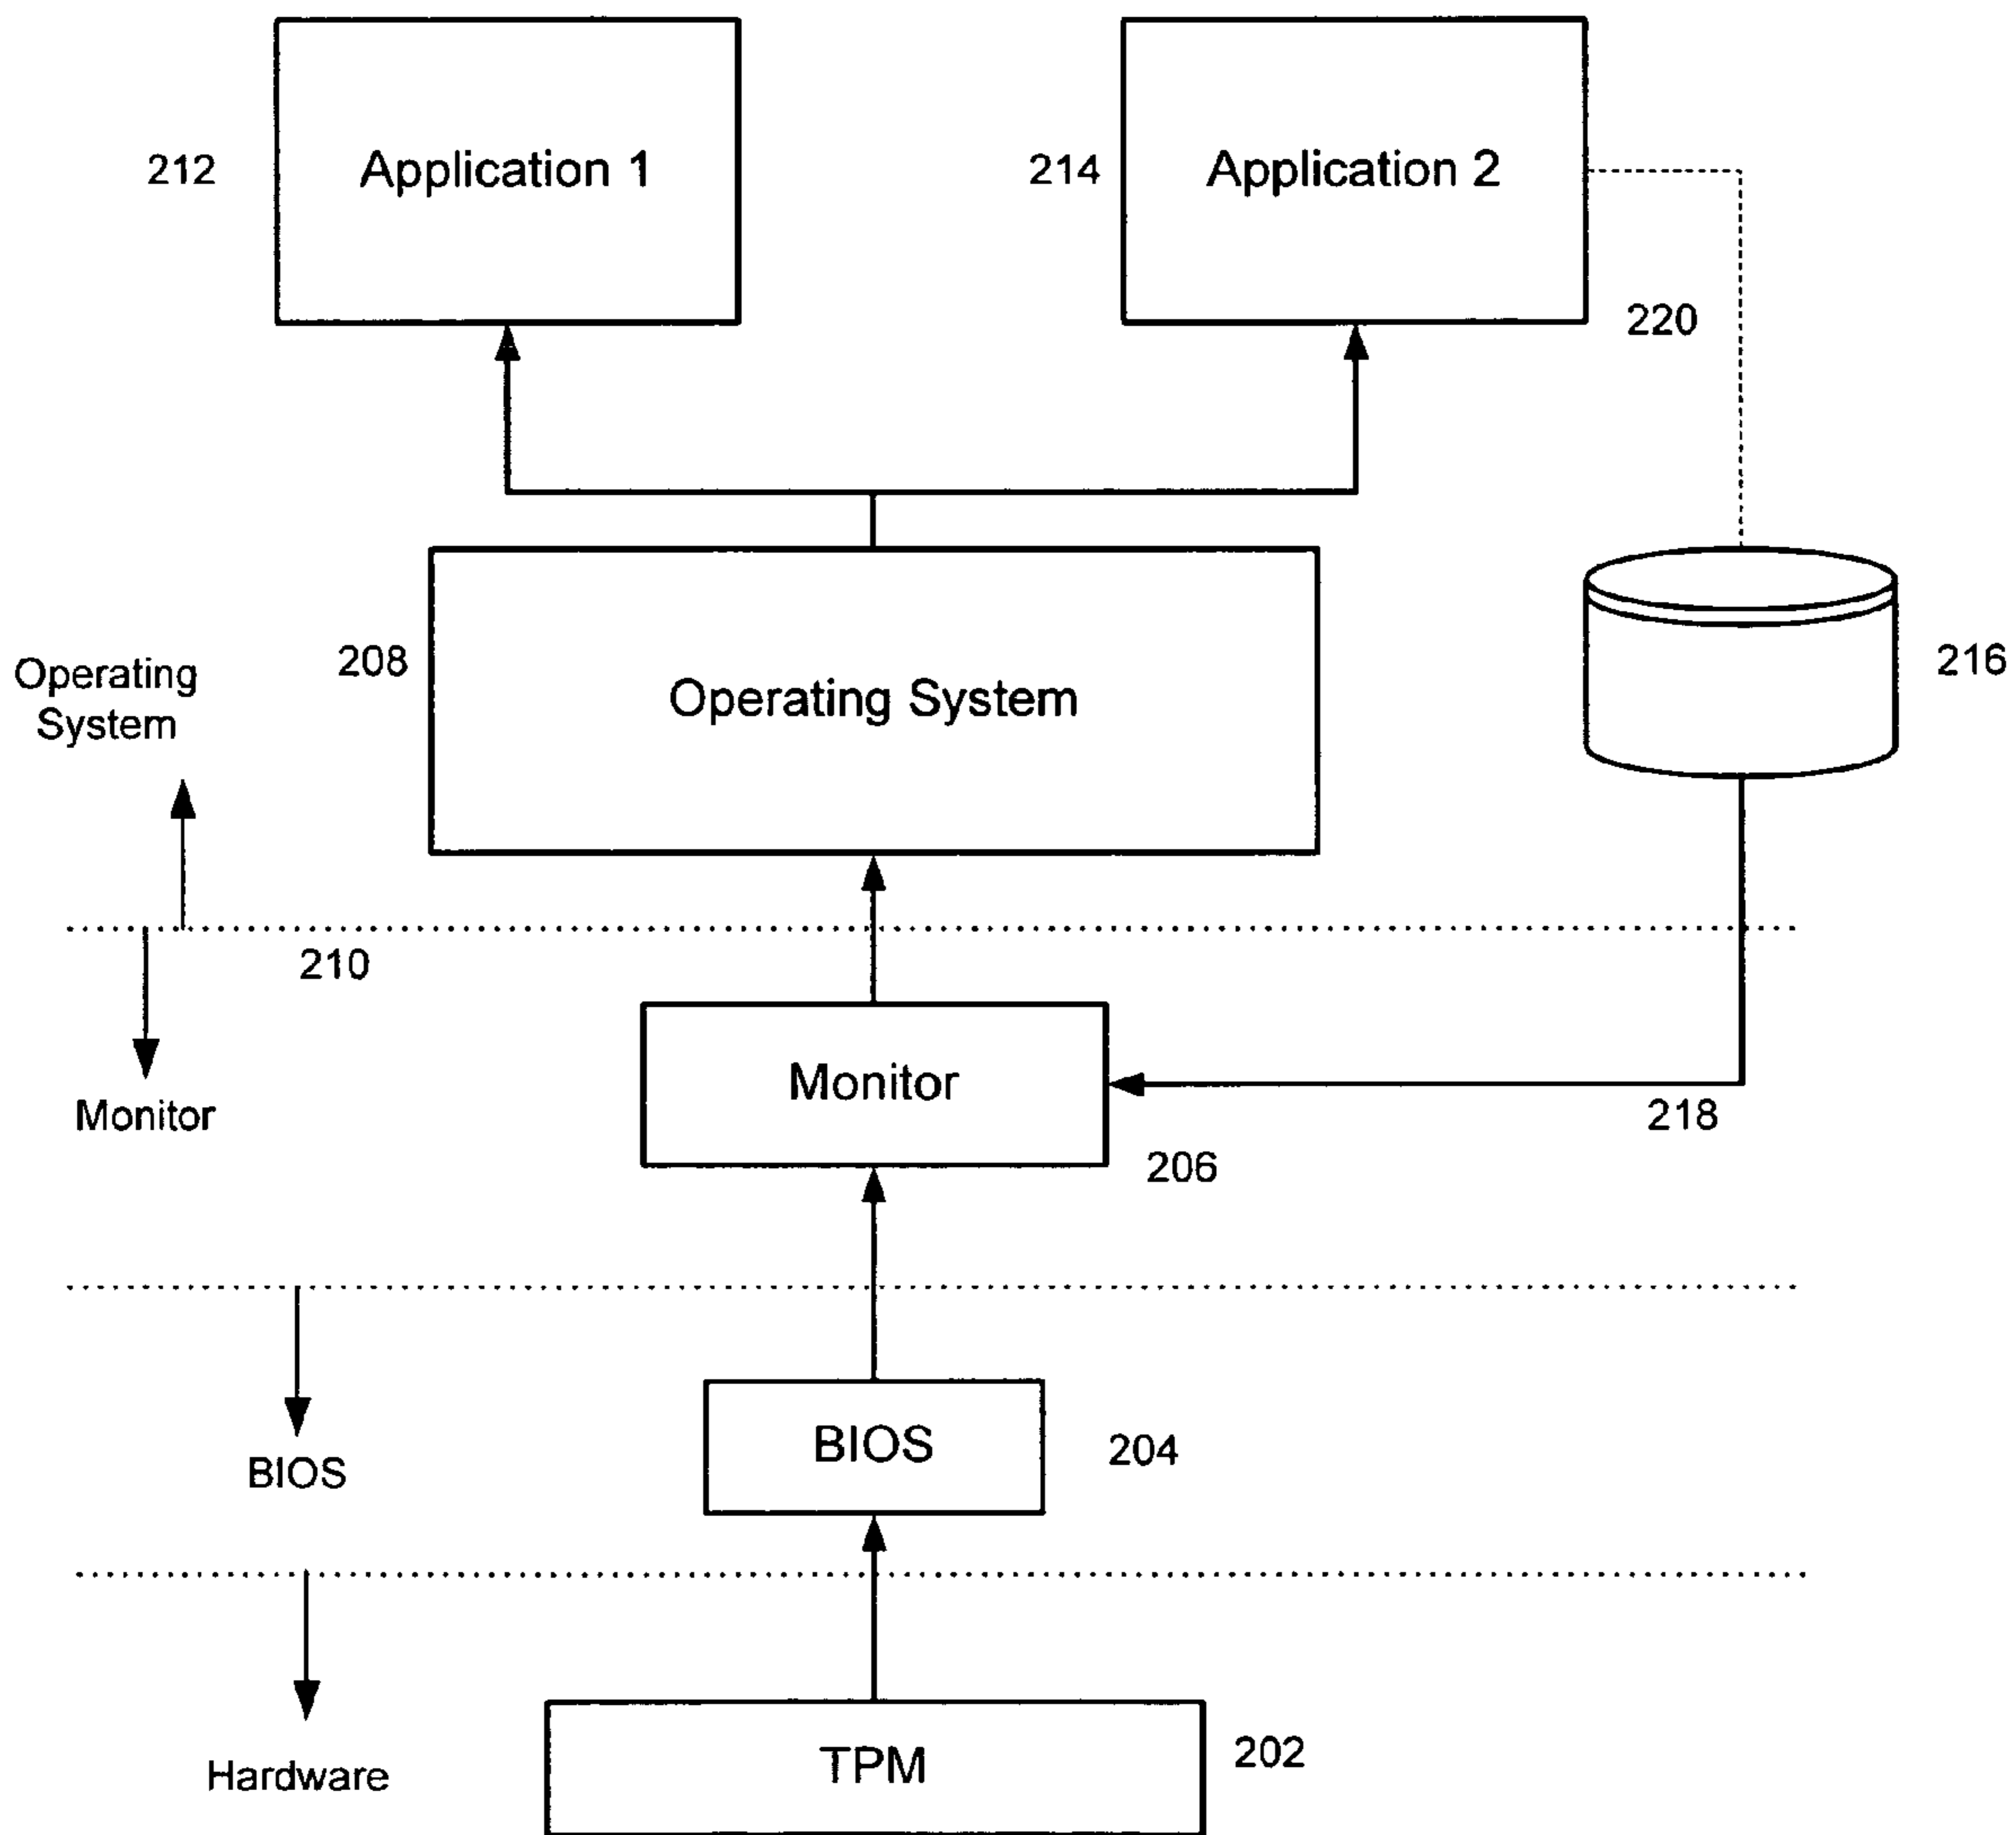 212
Application 1
214
Application 2
220
Operating
System
208
Operating System
216
210
Monitor
Monitor
218
206
BIOS
BIOS
204
Hardware
TPM
202